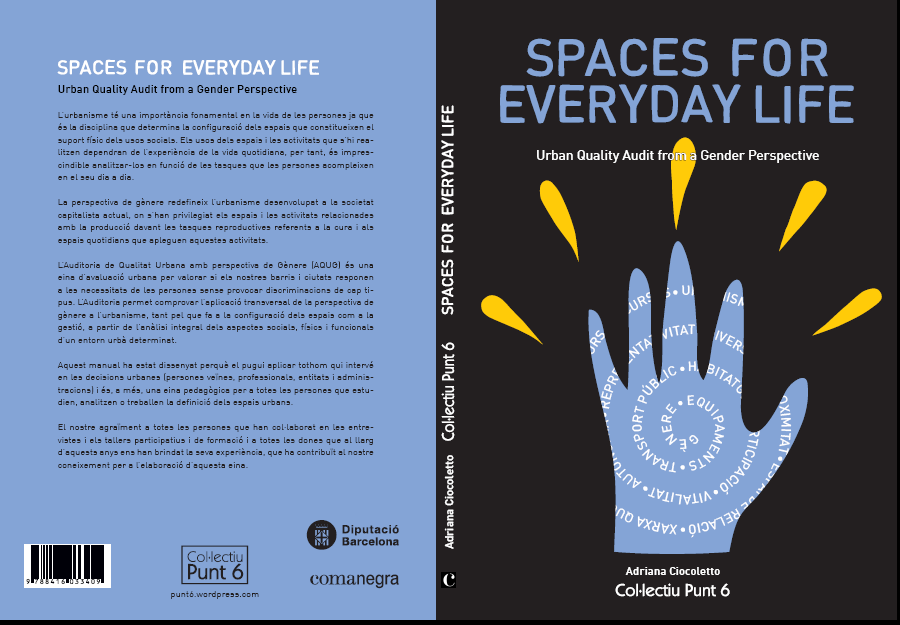 SPACES FOR EVERYDAY LIFE
Urban Quality Audit from a Gender Perspective
L'urbanisme té una importància fonamental en la vida de les persones ja que
és la disciplina que determina la configuració dels espais que constitueixen el
suport físic dels usos socials. Els usos dels espais i les activitats que s'hi rea-
litzen dependran de l'experiència de la vida quotidiana, per tant, és impres-
cindible analitzar-los en funció de les tasques que les persones acompleixen
en el seu dia a dia.
La perspectiva de gènere redefineix l'urbanisme desenvolupat a la societat
capitalista actual, on s'han privilegiat els espais i les activitats relacionades
amb la producció davant les tasques reproductives referents a la cura i als
espais quotidians que apleguen aquestes activitats.
L'Auditoria de Qualitat Urbana amb perspectiva de Gènere (AQUG) és una
eina d'avaluació urbana per valorar si els nostres barris i ciutats responen
a les necessitats de les persones sense provocar discriminacions de cap ti-
pus. L'Auditoria permet comprovar l'aplicació transversal de la perspectiva de
gènere a l'urbanisme, tant pel que fa a la configuració dels espais com a la
gestió, a partir de l'anàlisi integral dels aspectes socials, físics i funcionals
d'un entorn urbà determinat.
Aquest manual ha estat dissenyat perquè el pugui aplicar tothom qui intervé
en les decisions urbanes (persones veïnes, professionals, entitats i adminis-
tracions) i és, a més, una eina pedagògica per a totes les persones que estu-
dien, analitzen o treballen la definició dels espais urbans.
El nostre agraïment a totes les persones que han col·laborat en les entre-
vistes i els tallers participatius i de formació i a totes les dones que al llarg
d'aquests anys ens han brindat la seva experiència, que ha contribuït al nostre
coneixement per a l'elaboració d'aquesta eina.
9 788416 033409
Col·lectiu
Punt 6
punt6.wordpress.com
Diputació
Barcelona
comanegra
SPACES FOR EVERYDAY LIFE
Col·lectiu Punt 6
Adriana Ciocoletto
C
SPACES FOR
EVERYDAY LIFE
Urban Quality Audit from a Gender Perspective
GÈNERE • EQUIPAMENTS • TRANSPORT PÚBLIC • HABITATGE
PARTICIPACIÓ • VITALITAT • AUTONO
REPRESENTA
VITAT
DIVERS
OXIMITAT • ESPAI DE RELACIÓ • XARXA QUO
CURSES • UR
NISM
Adriana Ciocoletto
Col·lectiu Punt 6